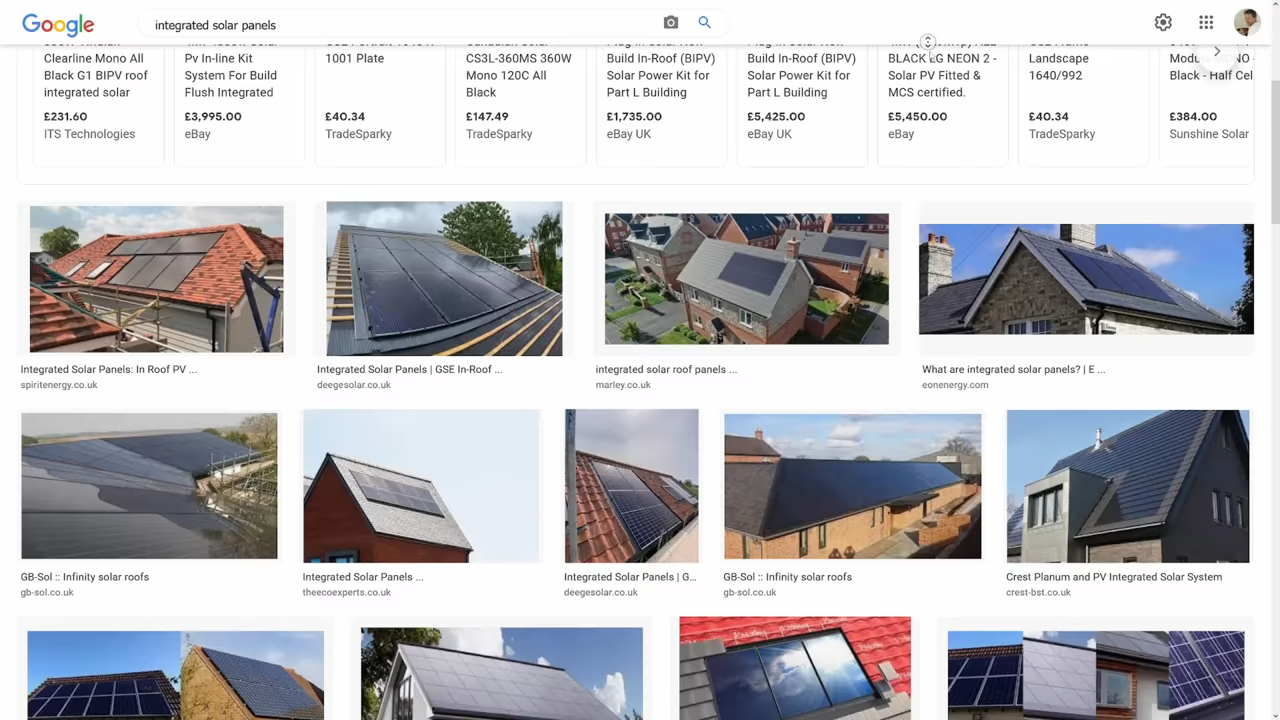 Google
integrated solar panels
Clearline Mono All
Black G1 BIPV roof
integrated solar
£231.60
ITS Technologies
Pv In-line Kit
System For Build
Flush Integrated
£3,995.00
eBay
1001 Plate
£40.34
TradeSparky
CS3L-360MS 360W
Mono 120C All
Black
£147.49
TradeSparky
Plug-in Solar New
Build In-Roof (BIPV)
Solar Power Kit for
Part L Building
£1,735.00
eBay UK
Plug-in Solar New
Build In-Roof (BIPV)
Solar Power Kit for
Part L Building
£5,425.00
eBay UK
BLACK LG NEON 2 -
Solar PV Fitted &
MCS certified.
£5,450.00
eBay
Landscape
1640/992
£40.34
TradeSparky
Black - Half Cel
£384.00
Sunshine Solar
Integrated Solar Panels: In Roof PV ...
spiritenergy.co.uk
Integrated Solar Panels | GSE In-Roof ...
deegesolar.co.uk
integrated solar roof panels ...
marley.co.uk
What are integrated solar panels? | E ...
eonenergy.com
GB-Sol :: Infinity solar roofs
gb-sol.co.uk
Integrated Solar Panels ...
theecoexperts.co.uk
Integrated Solar Panels | G...
deegesolar.co.uk
GB-Sol :: Infinity solar roofs
gb-sol.co.uk
Crest Planum and PV Integrated Solar System
crest-bst.co.uk